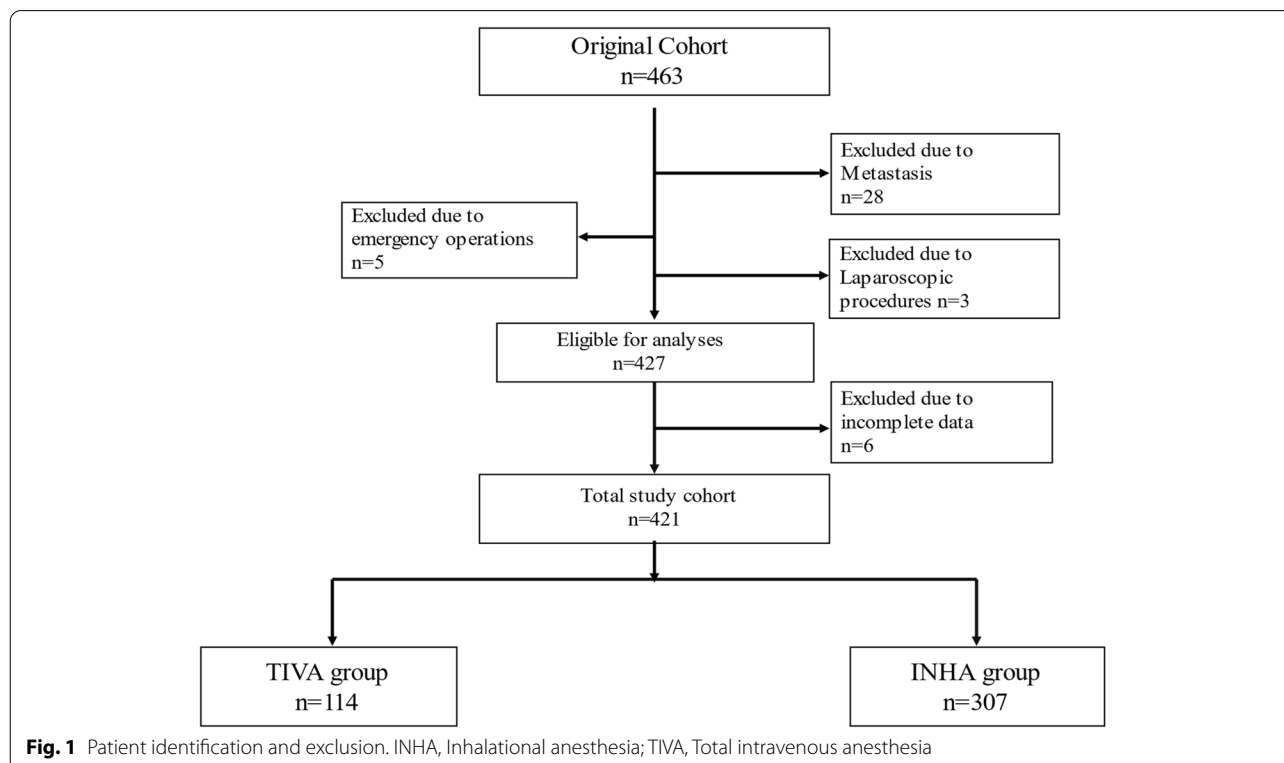 Original Cohort
n=463
Excluded due to
Metastasis
n=28
Excluded due to
emergency operations
n=5
Excluded due to
Laparoscopic
procedures n=3
Eligible for analyses
n=427
Excluded due to
incomplete data
n=6
Total study cohort
n=421
TIVA group
n=114
INHA group
n=307
Fig. 1 Patient identification and exclusion. INHA, Inhalational anesthesia; TIVA, Total intravenous anesthesia